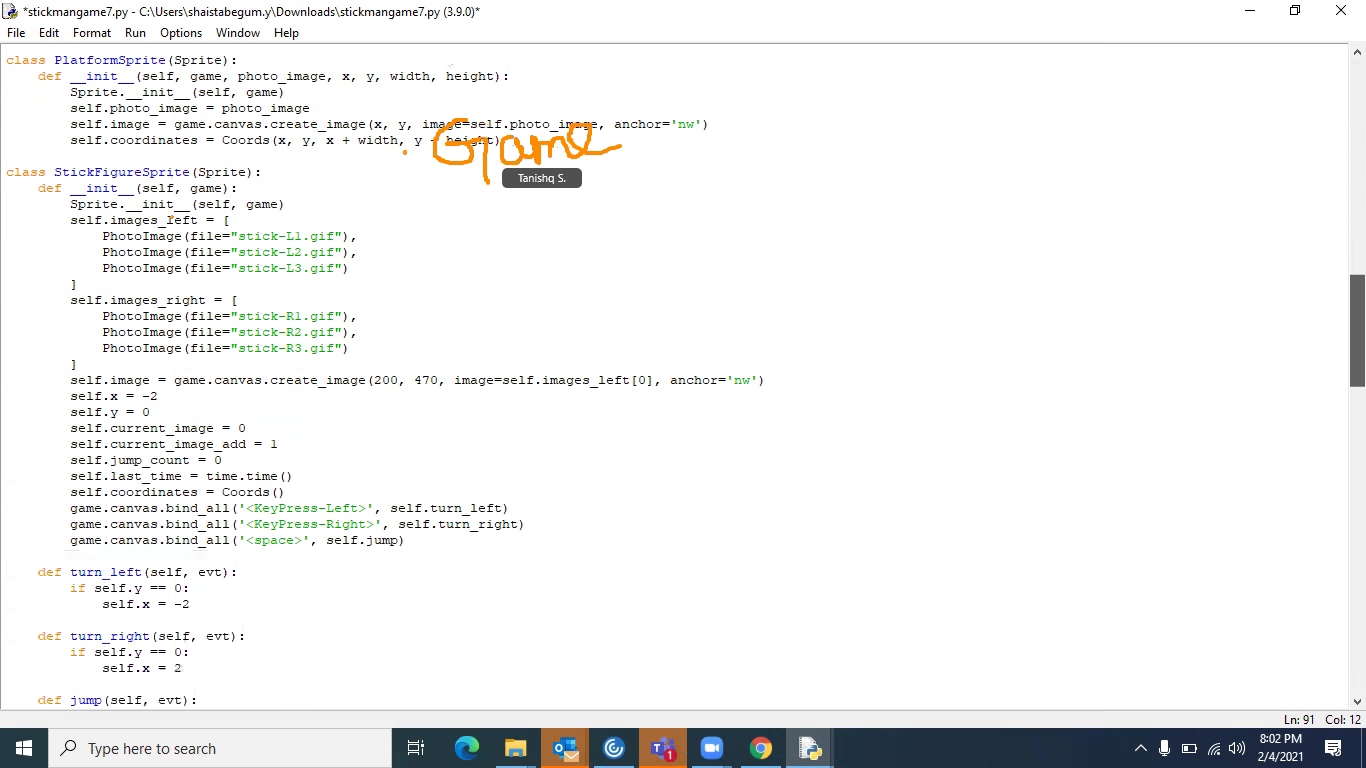 *stickmangame7.py - C:\Users\shaistabegum.y\Downloads\stickmangame7.py (3.9.0)*
File Edit Format Run Options Window Help
class PlatformSprite(Sprite):
    def __init__(self, game, photo_image, x, y, width, height):
        Sprite.__init__(self, game)
        self.photo_image = photo_image
        self.image = game.canvas.create_image(x, y, image=self.photo_image, anchor='nw')
        self.coordinates = Coords(x, y, x + width, y + height)
Game
Tanishq S.
class StickFigureSprite(Sprite):
    def __init__(self, game):
        Sprite.__init__(self, game)
        self.images_left = [
            PhotoImage(file="stick-L1.gif"),
            PhotoImage(file="stick-L2.gif"),
            PhotoImage(file="stick-L3.gif")
        ]
        self.images_right = [
            PhotoImage(file="stick-R1.gif"),
            PhotoImage(file="stick-R2.gif"),
            PhotoImage(file="stick-R3.gif")
        ]
        self.image = game.canvas.create_image(200, 470, image=self.images_left[0], anchor='nw')
        self.x = -2
        self.y = 0
        self.current_image = 0
        self.current_image_add = 1
        self.jump_count = 0
        self.last_time = time.time()
        self.coordinates = Coords()
        game.canvas.bind_all('<KeyPress-Left>', self.turn_left)
        game.canvas.bind_all('<KeyPress-Right>', self.turn_right)
        game.canvas.bind_all('<space>', self.jump)
    def turn_left(self, evt):
        if self.y == 0:
            self.x = -2
    def turn_right(self, evt):
        if self.y == 0:
            self.x = 2
    def jump(self, evt):
Ln: 91 Col: 12
Type here to search
1
8:02 PM
2/4/2021